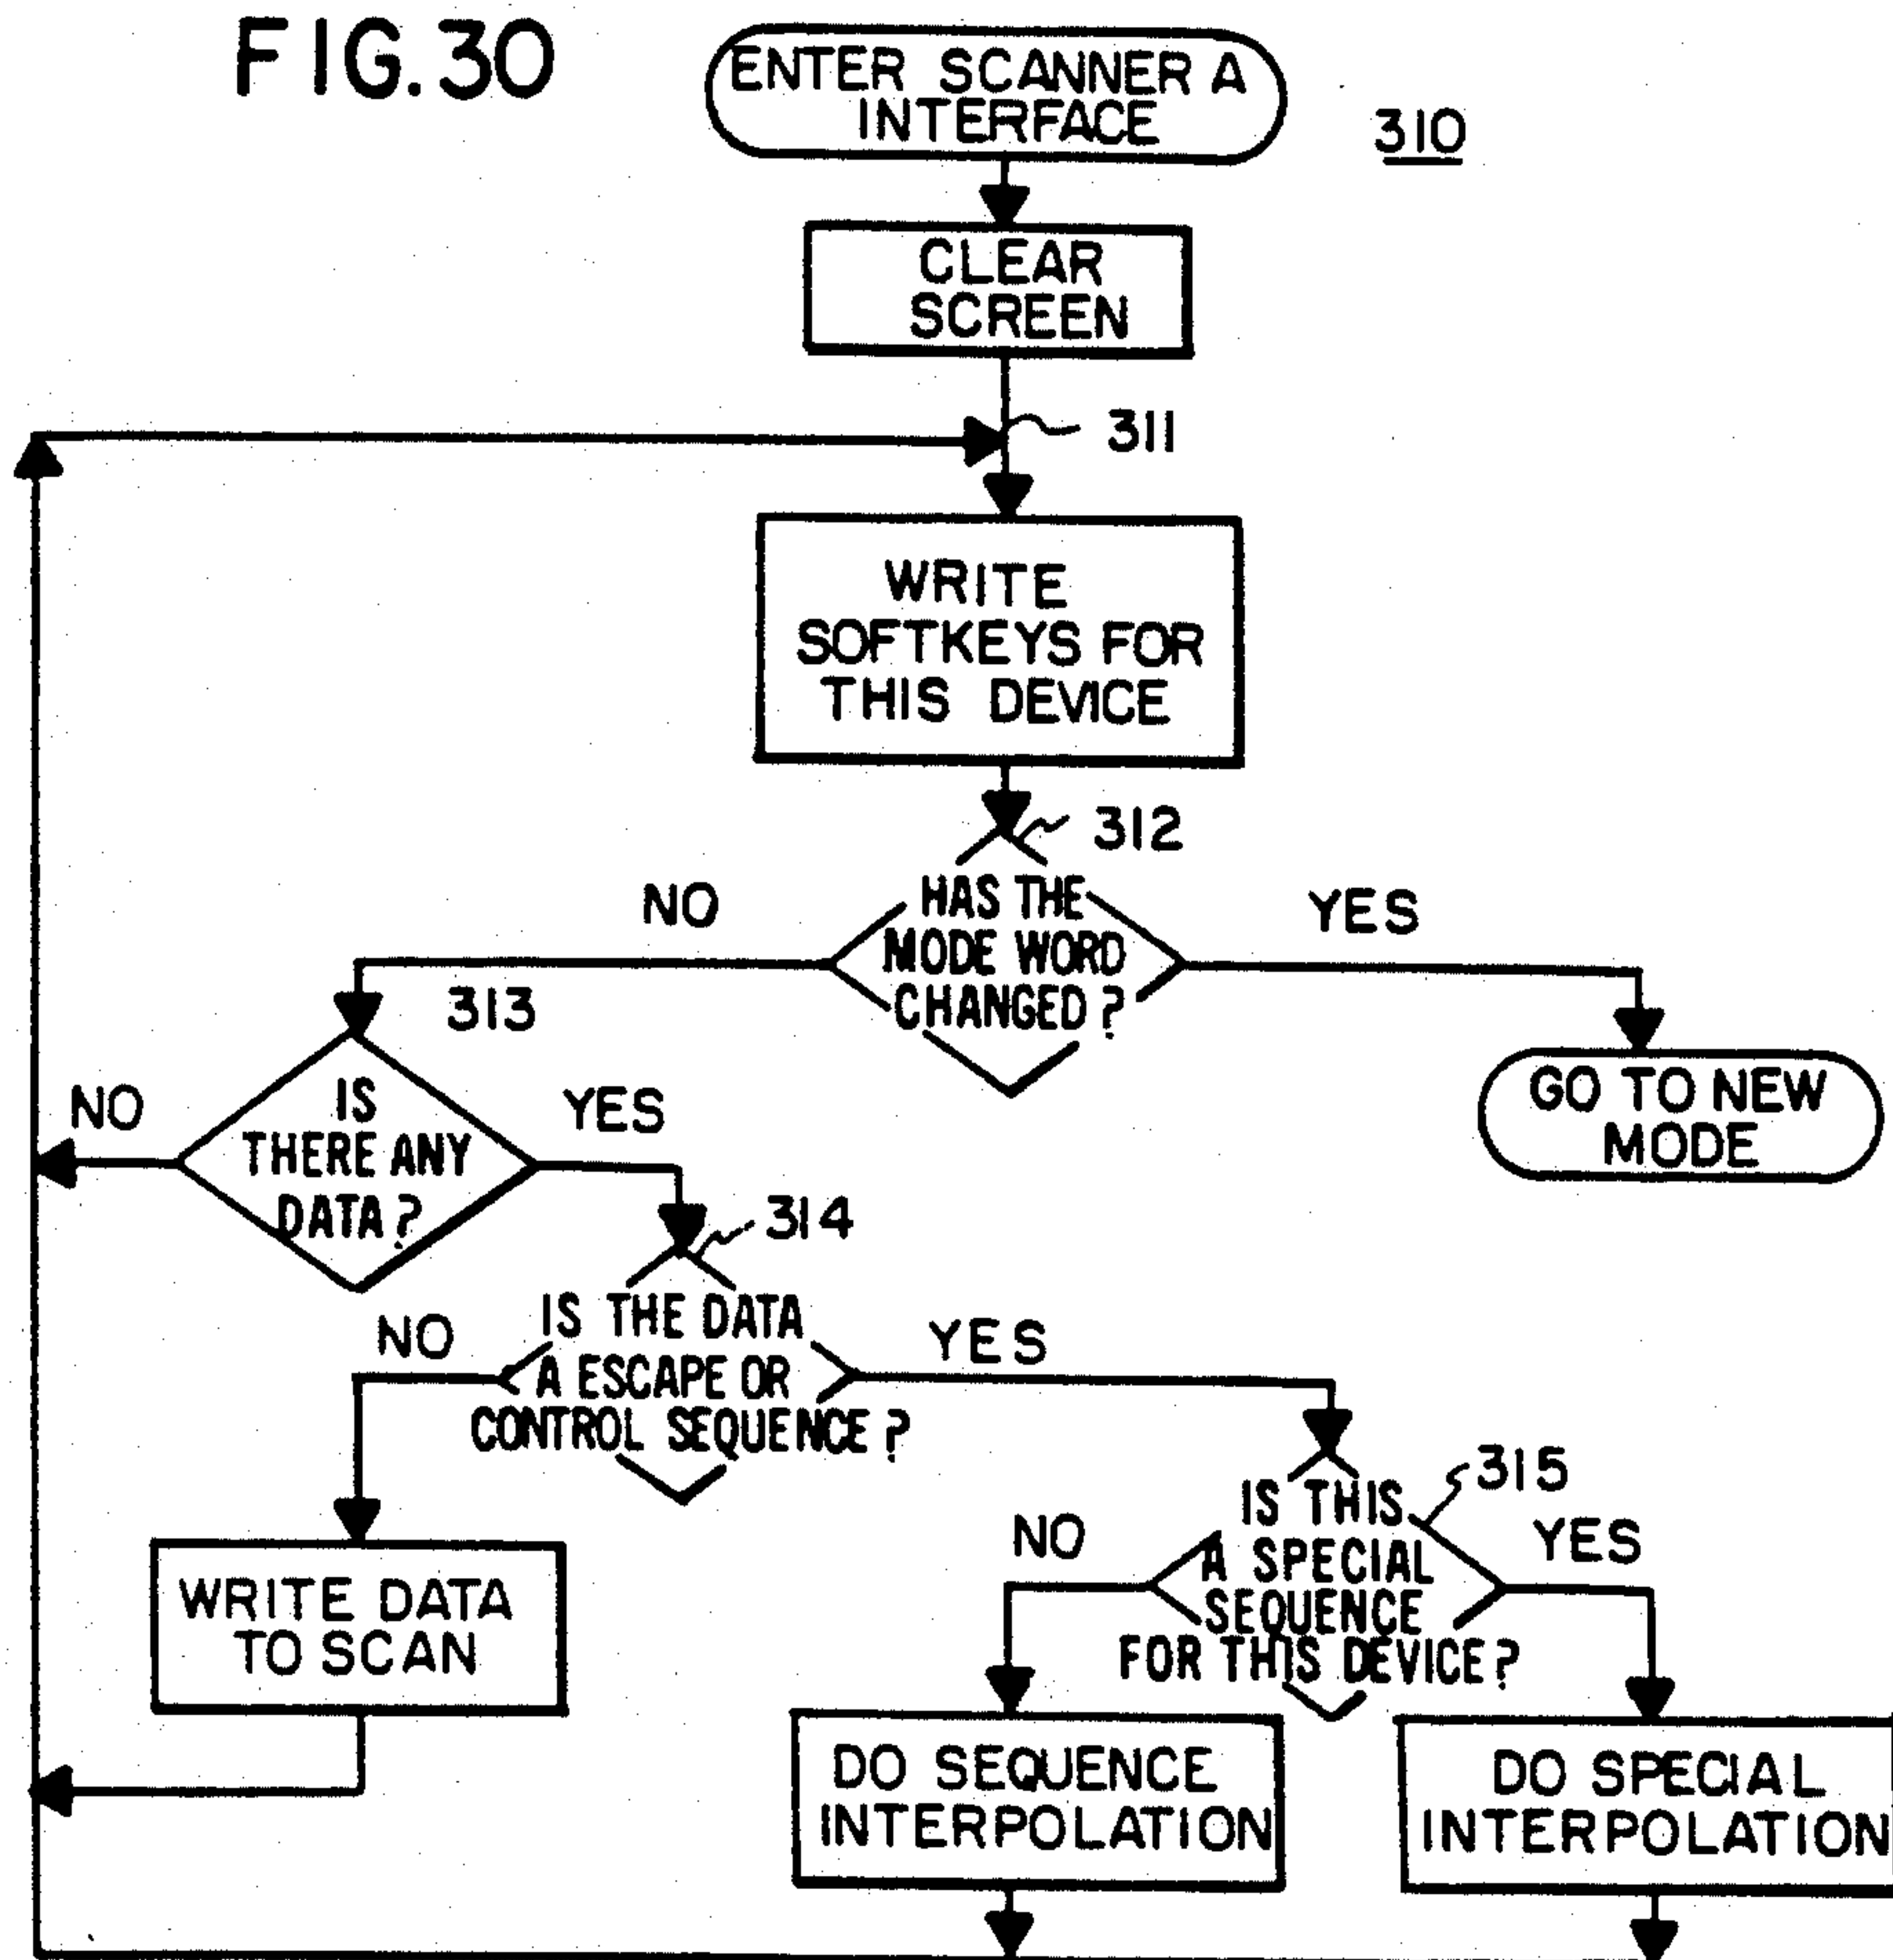 FIG.30
ENTER SCANNER A
INTERFACE
310
CLEAR
SCREEN
311
WRITE
SOFTKEYS FOR
THIS DEVICE
312
NO
HAS THE
MODE WORD
CHANGED?
YES
313
GO TO NEW
MODE
NO
IS
THERE ANY
DATA?
YES
314
NO
IS THE DATA
A ESCAPE OR
CONTROL SEQUENCE?
YES
315
WRITE DATA
TO SCAN
NO
IS THIS
A SPECIAL
SEQUENCE
FOR THIS DEVICE?
YES
DO SEQUENCE
INTERPOLATION
DO SPECIAL
INTERPOLATION